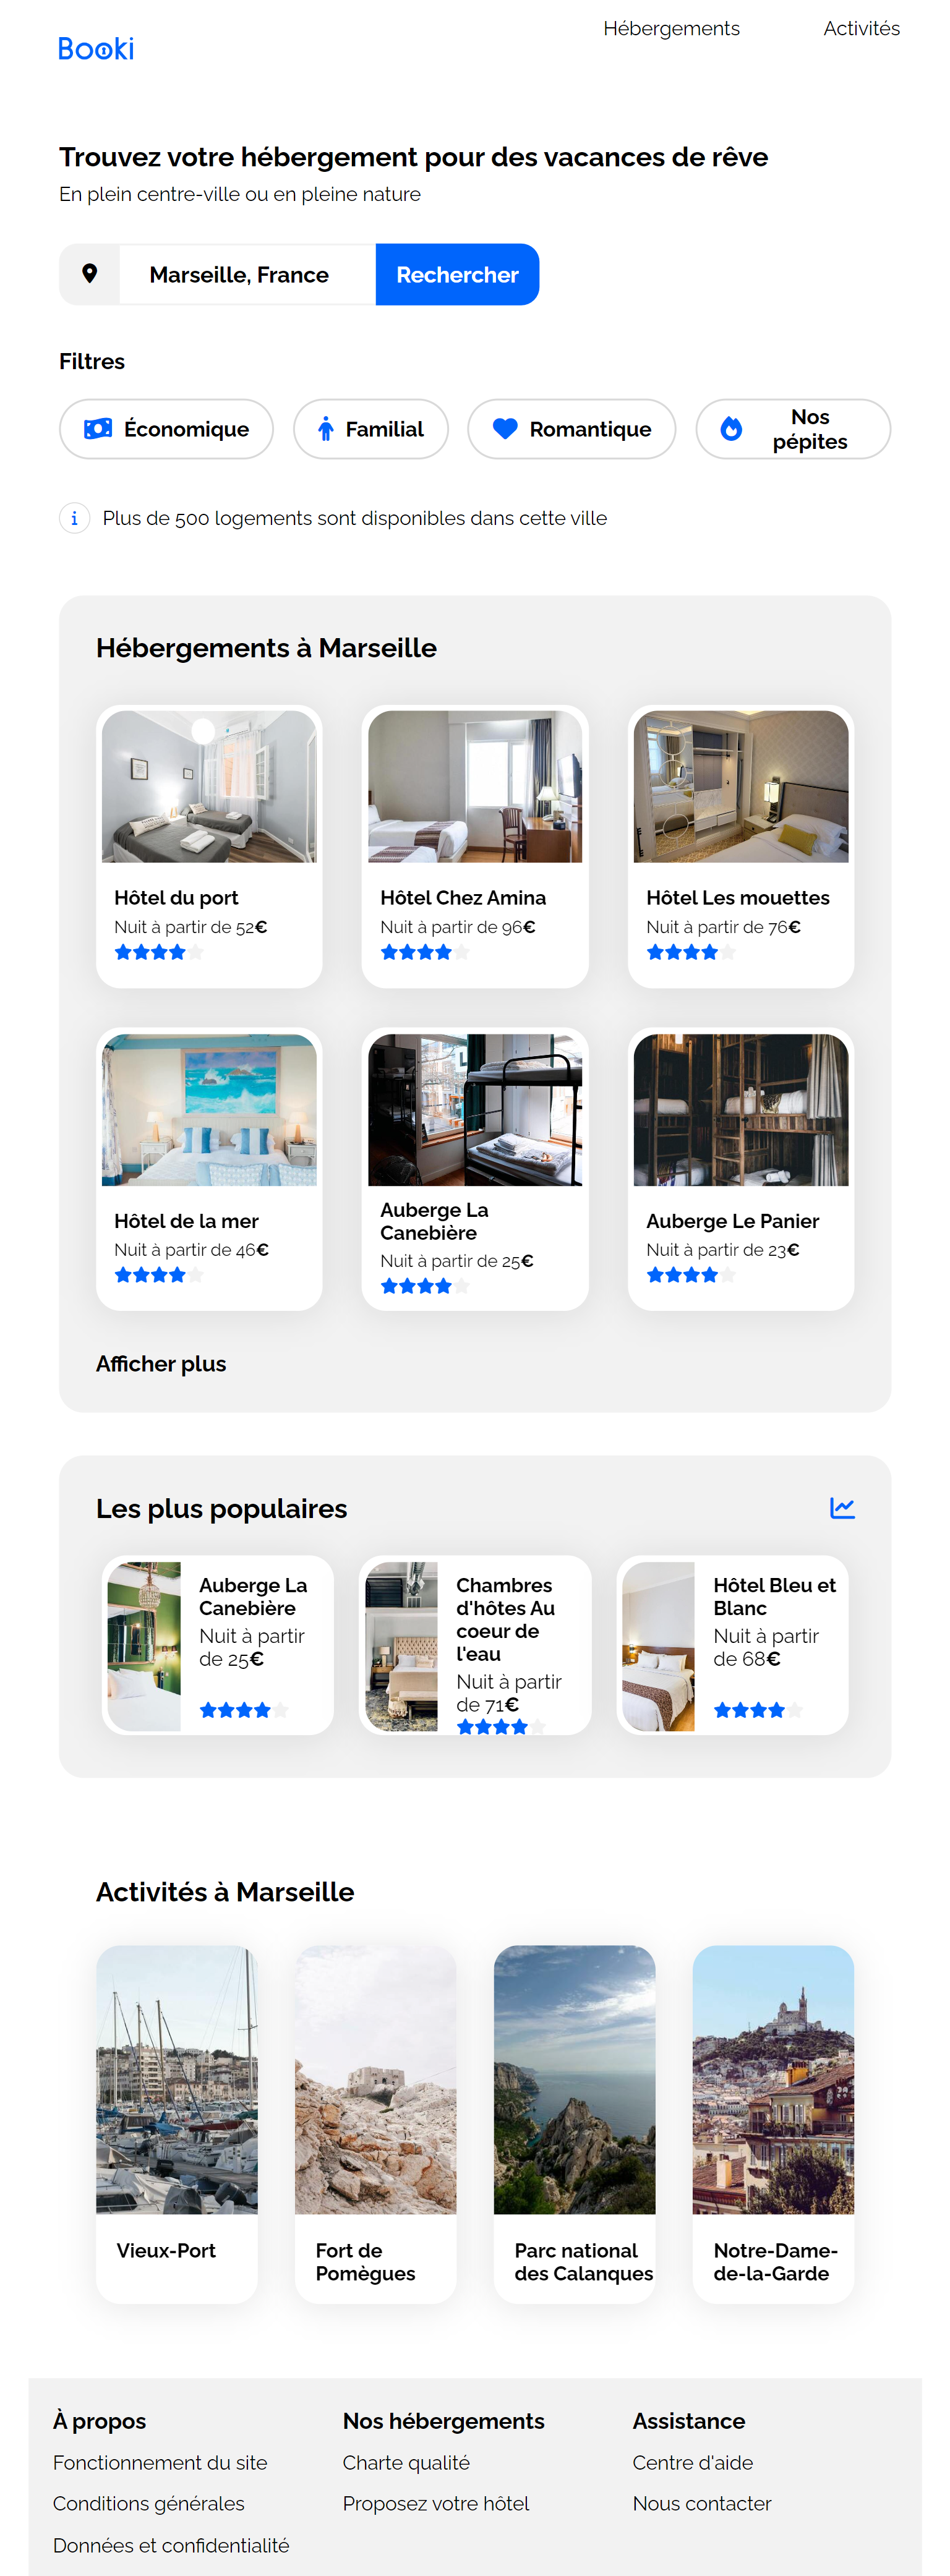 Booki
Hébergements
Activités
Trouvez votre hébergement pour des vacances de rêve
En plein centre-ville ou en pleine nature
Marseille, France
Rechercher
Filtres
Économique
Familial
Romantique
Nos
pépites
Plus de 500 logements sont disponibles dans cette ville
Hébergements à Marseille
Hôtel du port
Nuit à partir de 52€
Hôtel Chez Amina
Nuit à partir de 96€
Hôtel Les mouettes
Nuit à partir de 76€
Hôtel de la mer
Nuit à partir de 46€
Auberge La
Canebière
Nuit à partir de 25€
Auberge Le Panier
Nuit à partir de 23€
Afficher plus
Les plus populaires
Auberge La
Canebière
Nuit à partir
de 25€
Chambres
d'hôtes Au
coeur de
l'eau
Nuit à partir
de 71€
Hôtel Bleu et
Blanc
Nuit à partir
de 68€
Activités à Marseille
Vieux-Port
Fort de
Pomègues
Parc national
des Calanques
Notre-Dame-
de-la-Garde
À propos
Fonctionnement du site
Conditions générales
Données et confidentialité
Nos hébergements
Charte qualité
Proposez votre hôtel
Assistance
Centre d'aide
Nous contacter